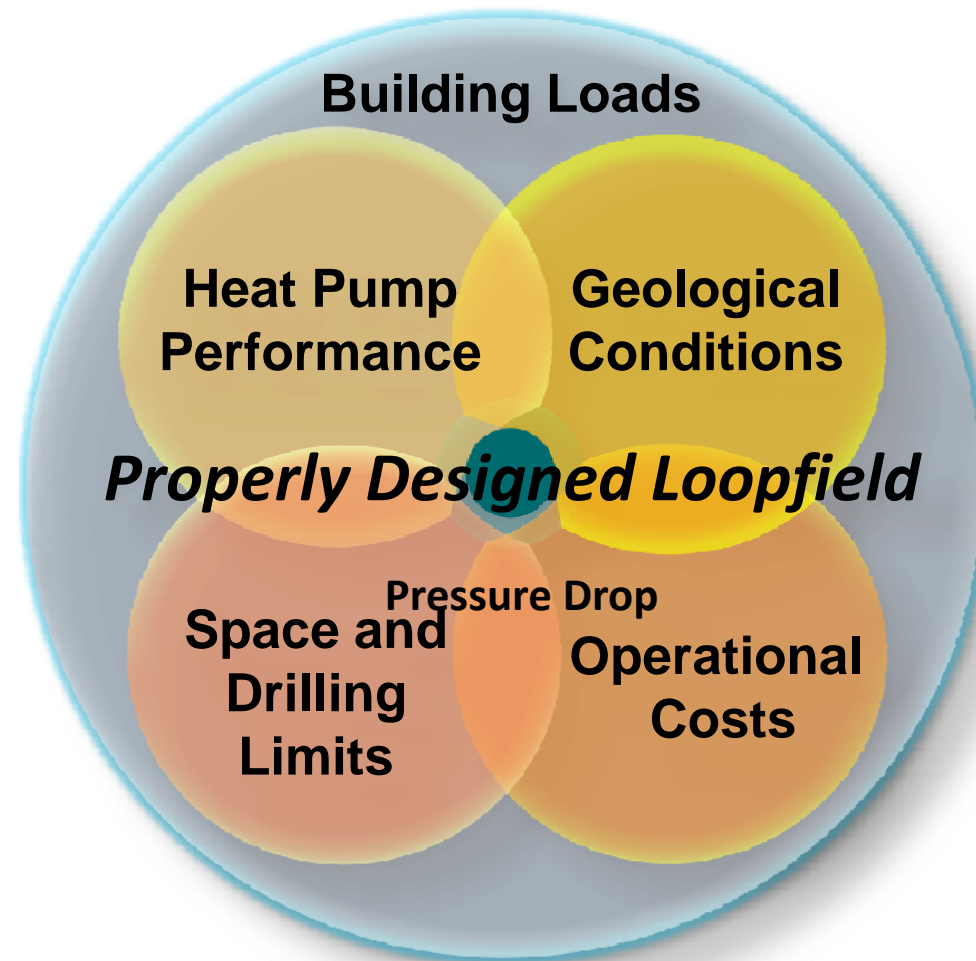 Building Loads
Heat Pump
Performance
Geological
Conditions
Properly Designed Loopfield
Pressure Drop
Space and
Drilling
Limits
Operational
Costs